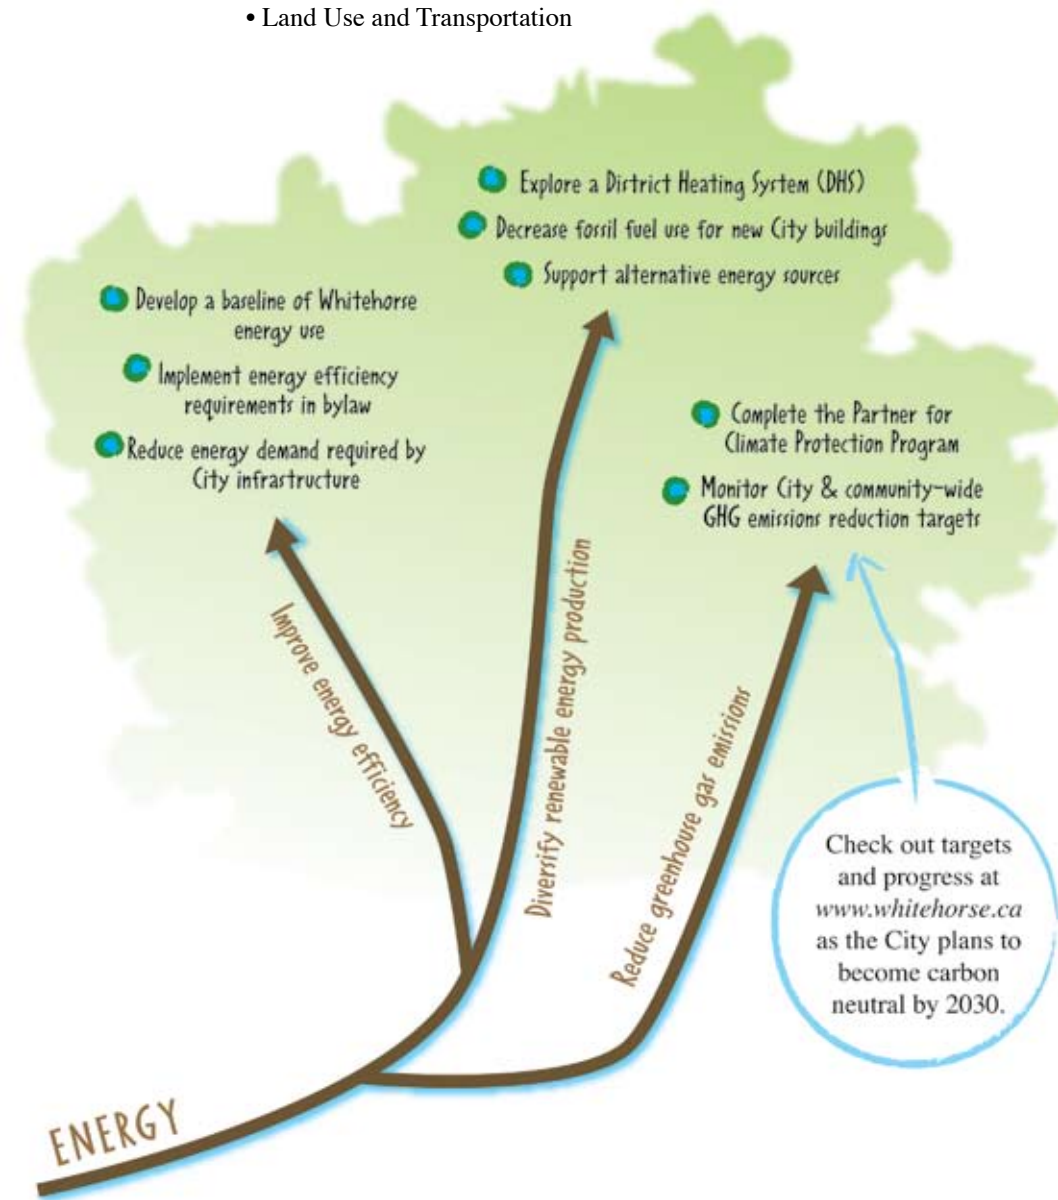 • Land Use and Transportation
Explore a District Heating System (DHS)
Decrease fossil fuel use for new City buildings
Support alternative energy sources
Develop a baseline of Whitehorse
energy use
Implement energy efficiency
requirements in bylaw
Reduce energy demand required by
City infrastructure
Complete the Partner for
Climate Protection Program
Monitor City & community-wide
GHG emissions reduction targets
Improve energy efficiency
Diversify renewable energy production
Reduce greenhouse gas emissions
Check out targets
and progress at
www.whitehorse.ca
as the City plans to
become carbon
neutral by 2030.
ENERGY